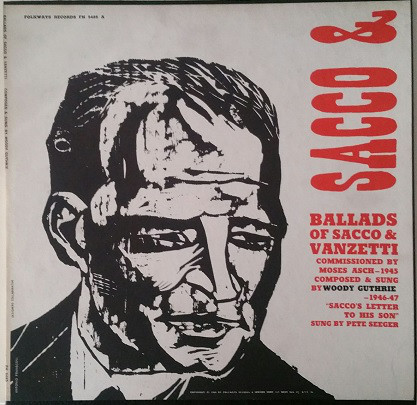 FOLKWAYS RECORDS FH 5485
SACCO &
BALLADS
OF SACCO &
VANZETTI
COMMISSIONED BY
MOSES ASCH—1945
COMPOSED & SUNG
BY WOODY GUTHRIE
—1946-47
"SACCO'S LETTER
TO HIS SON"
SUNG BY PETE SEEGER